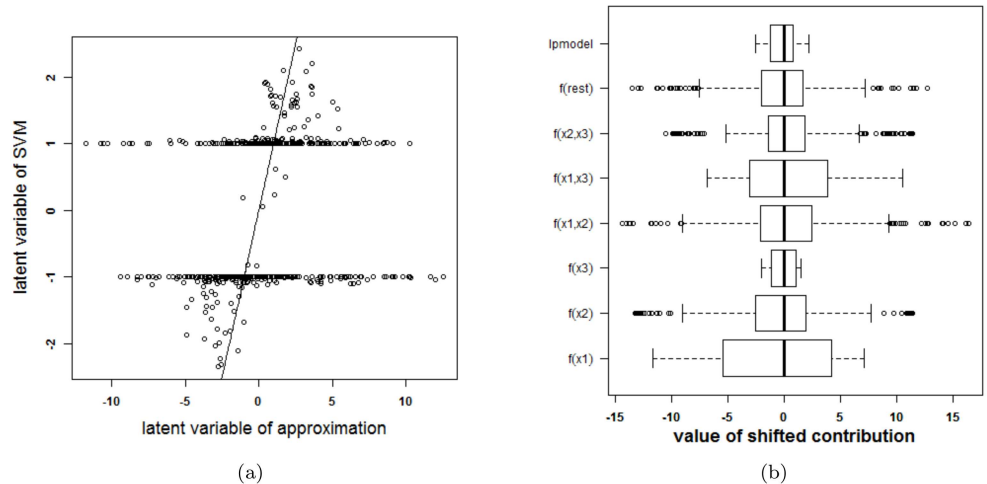 latent variable of SVM
2
1
0
-1
-2
-10
-5
0
5
10
latent variable of approximation
(a)
lpmodel
f(rest)
f(x2,x3)
f(x1,x3)
f(x1,x2)
f(x3)
f(x2)
f(x1)
-15
-10
-5
0
5
10
15
value of shifted contribution
(b)